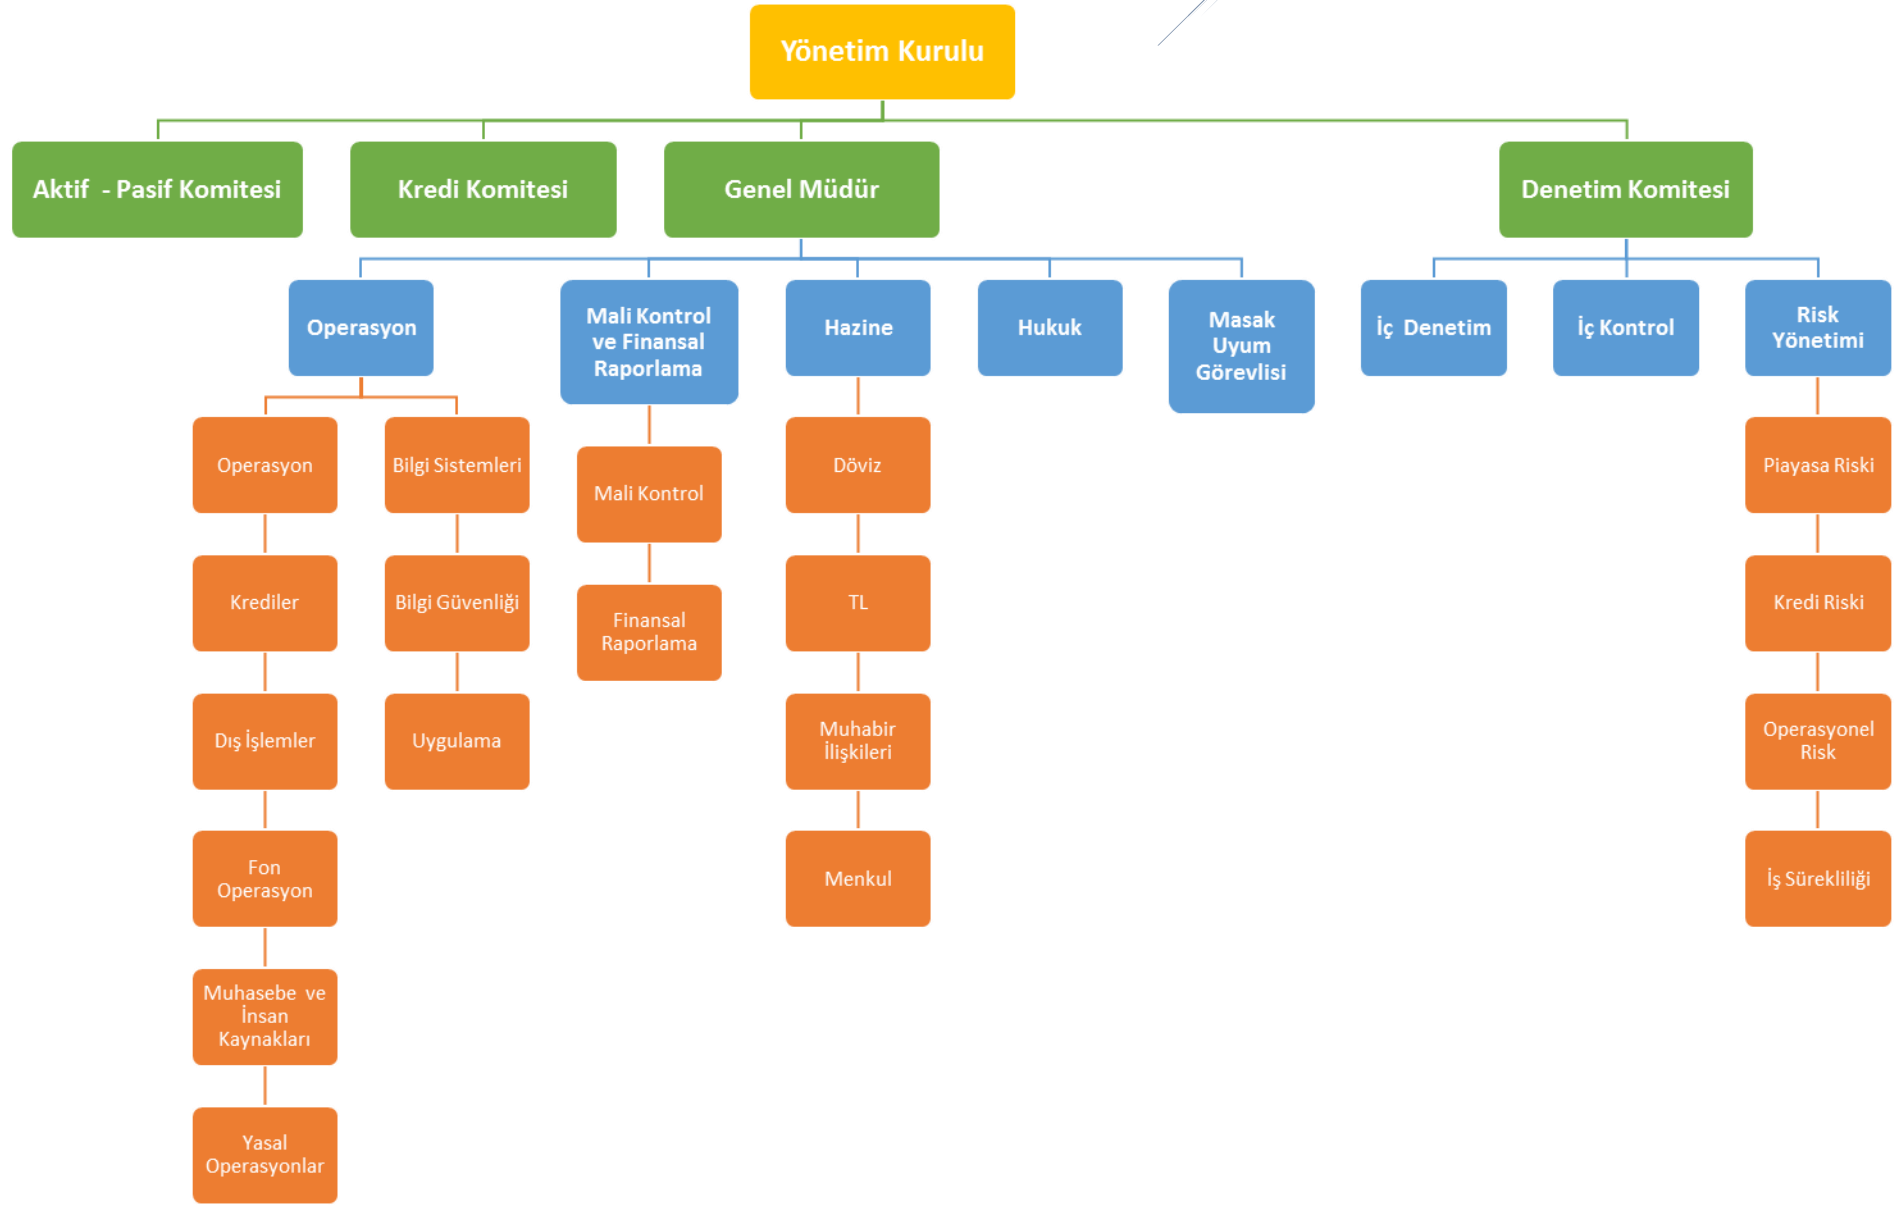 Yönetim Kurulu
Aktif - Pasif Komitesi
Kredi Komitesi
Genel Müdür
Denetim Komitesi
Operasyon
Mali Kontrol
ve Finansal
Raporlama
Hazine
Hukuk
Masak
Uyum
Görevlisi
İç Denetim
İç Kontrol
Risk
Yönetimi
Operasyon
Krediler
Dış İşlemler
Fon
Operasyon
Muhasebe ve
İnsan
Kaynakları
Yasal
Operasyonlar
Bilgi Sistemleri
Bilgi Güvenliği
Uygulama
Mali Kontrol
Finansal
Raporlama
Döviz
TL
Muhabir
İlişkileri
Menkul
Piayasa Riski
Kredi Riski
Operasyonel
Risk
İş Sürekliliği